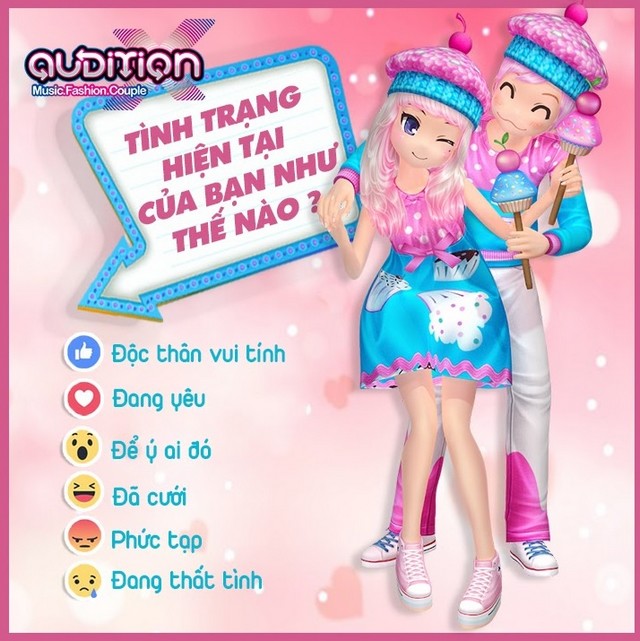 AUDITION X
Music.Fashion.Couple
TÌNH TRẠNG
HIỆN TẠI
CỦA BẠN NHƯ
THẾ NÀO ?
Độc thân vui tính
Đang yêu
Để ý ai đó
Đã cưới
Phức tạp
Đang thất tình